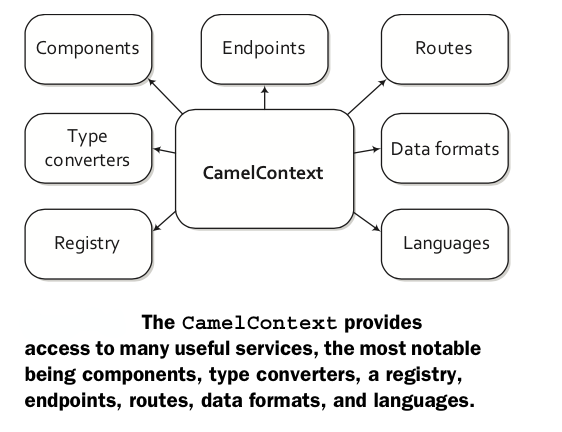 Components
Endpoints
Routes
Type
converters
CamelContext
Data formats
Registry
Languages
The CamelContext provides
access to many useful services, the most notable
being components, type converters, a registry,
endpoints, routes, data formats, and languages.